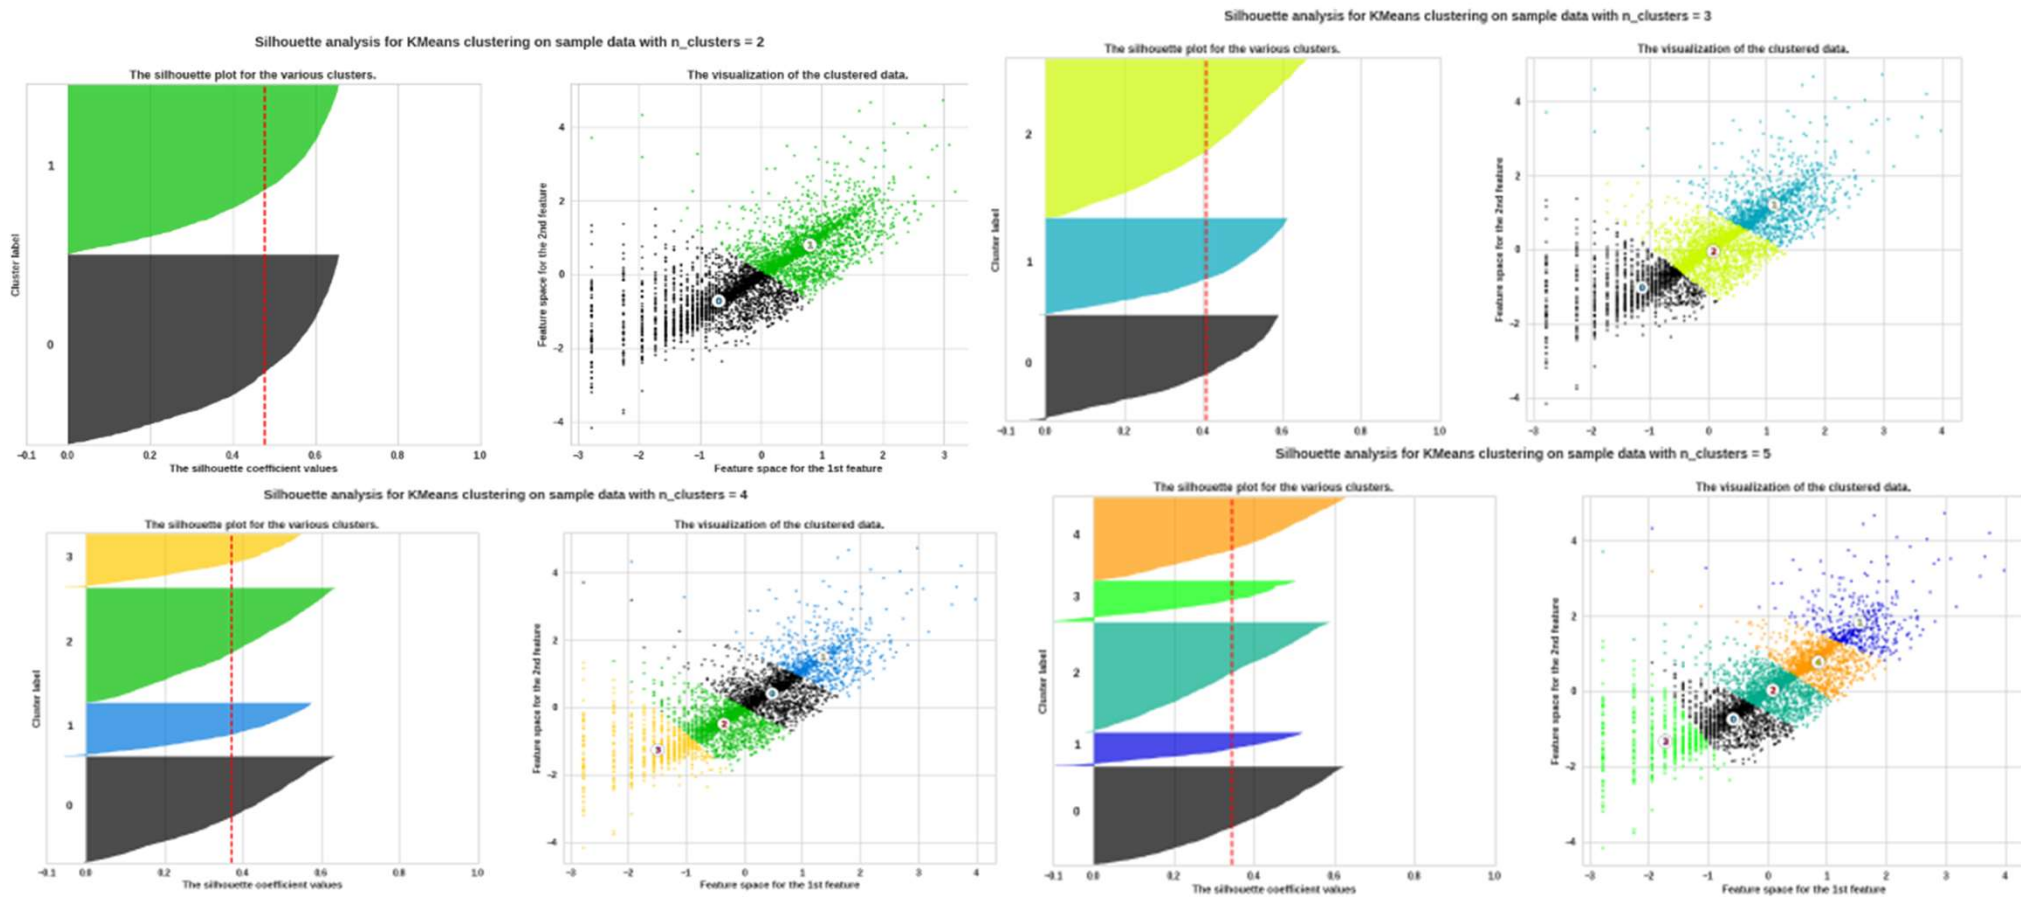 Silhouette analysis for KMeans clustering on sample data with n_clusters = 2
The silhouette plot for the various clusters.
The visualization of the clustered data.
Cluster label
1
0
-0.1 0.0 0.2 0.4 0.6 0.8 1.0
The silhouette coefficient values
Feature space for the 2nd feature
4
2
0
-2
-4
1
0
-3 -2 -1 0 1 2 3
Feature space for the 1st feature
Silhouette analysis for KMeans clustering on sample data with n_clusters = 3
The silhouette plot for the various clusters.
The visualization of the clustered data.
Cluster label
2
1
0
-0.1 0.0 0.2 0.4 0.6 0.8 1.0
Feature space for the 2nd feature
4
2
0
-2
-4
1
2
0
-3 -2 -1 0 1 2 3 4
Silhouette analysis for KMeans clustering on sample data with n_clusters = 4
The silhouette plot for the various clusters.
The visualization of the clustered data.
Cluster label
3
2
1
0
-0.1 0.0 0.2 0.4 0.6 0.8 1.0
The silhouette coefficient values
Feature space for the 2nd feature
4
2
0
-2
-4
1
0
2
3
-3 -2 -1 0 1 2 3 4
Feature space for the 1st feature
Silhouette analysis for KMeans clustering on sample data with n_clusters = 5
The silhouette plot for the various clusters.
The visualization of the clustered data.
Cluster label
4
3
2
1
0
-0.1 0.0 0.2 0.4 0.6 0.8 1.0
The silhouette coefficient values
Feature space for the 2nd feature
4
2
0
-2
-4
1
4
2
0
3
-3 -2 -1 0 1 2 3 4
Feature space for the 1st feature